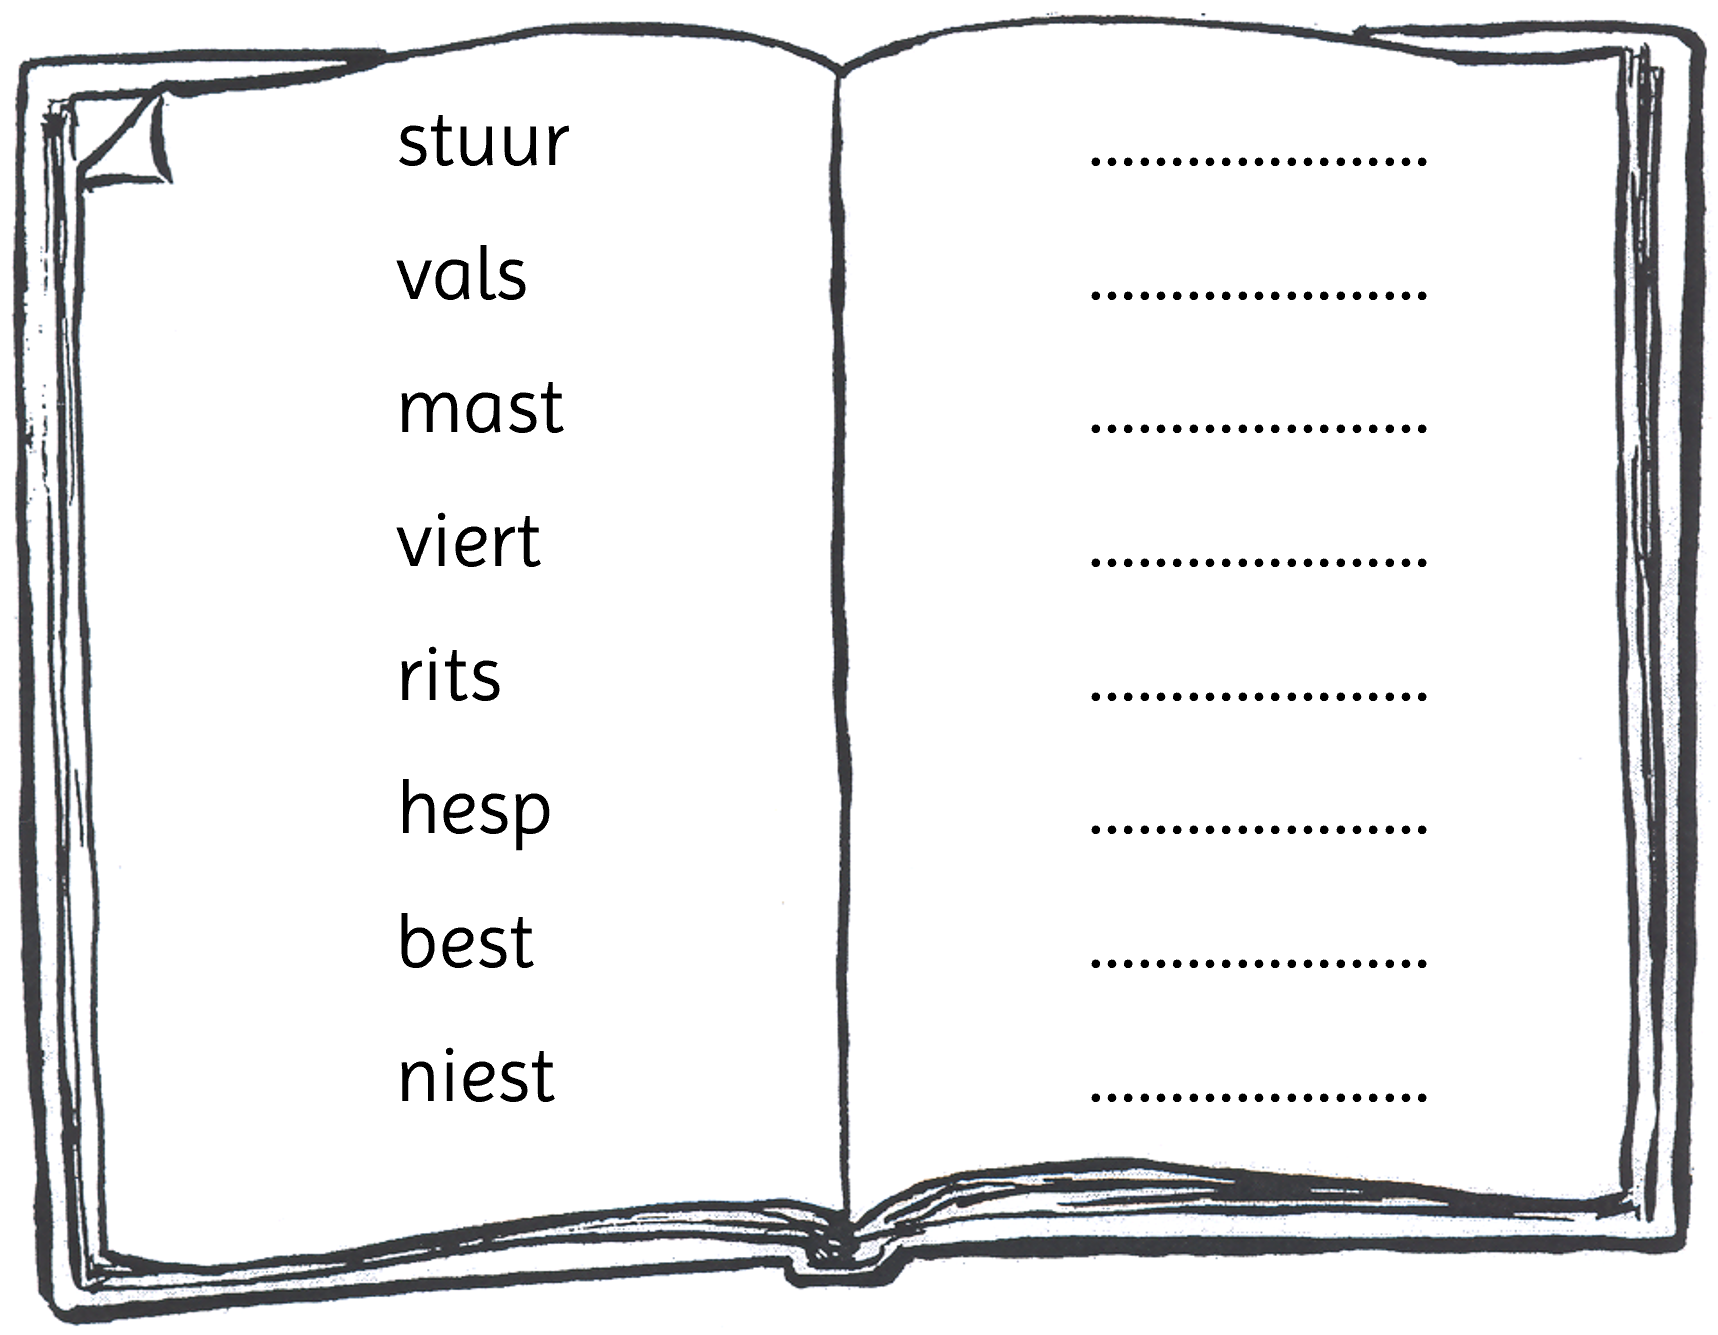 stuur .....................
vals .....................
mast .....................
viert .....................
rits .....................
hesp .....................
best .....................
niest .....................